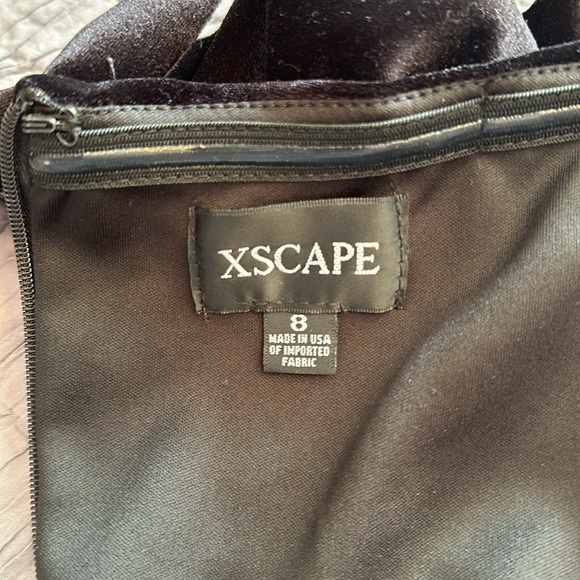 XSCAPE
8
MADE IN USA
OF IMPORTED
FABRIC